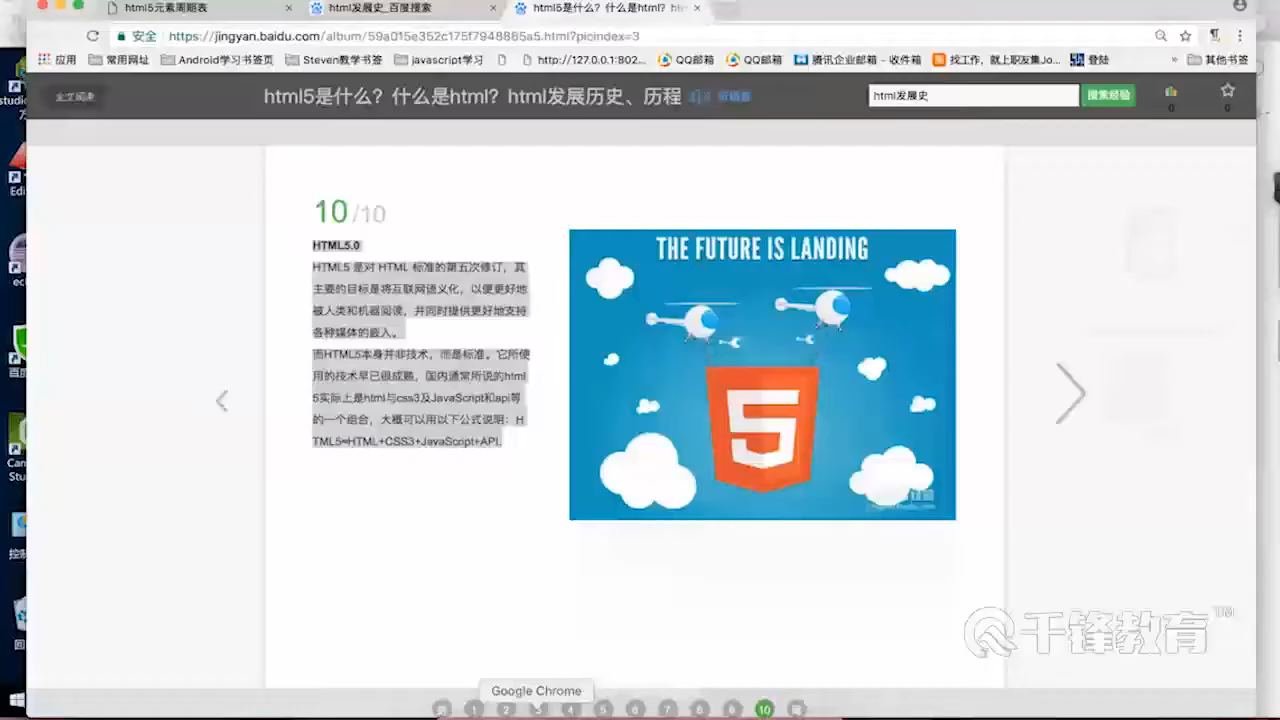 html5元素周期表
html发展史_百度搜索
html5是什么？什么是html？
安全
https://jingyan.baidu.com/album/59a015e352c175f7948865a5.html?picindex=3
应用
常用网址
Android学习书签页
Steven教学书签
javascript学习
http://127.0.0.1:802...
QQ邮箱
QQ邮箱
腾讯企业邮箱 - 收件箱
找工作，就上职友集Jo...
登陆
»
其他书签
全文阅读
html5是什么？什么是html？html发展历史、历程
html发展史
搜索经验
0
0
10/10
HTML5.0
HTML5 是对 HTML 标准的第五次修订，其
主要的目标是将互联网语义化，以便更好地
被人类和机器阅读，并同时提供更好地支持
各种媒体的嵌入。
而HTML5本身并非技术，而是标准。它所使
用的技术早已很成熟，国内通常所说的html
5实际上是html与css3及JavaScript和api等
的一个组合，大概可以用以下公式说明：H
TML5≈HTML+CSS3+JavaScript+API.
THE FUTURE IS LANDING
5
千锋教育TM
Google Chrome
1 2 3 4 5 6 7 8 9 10